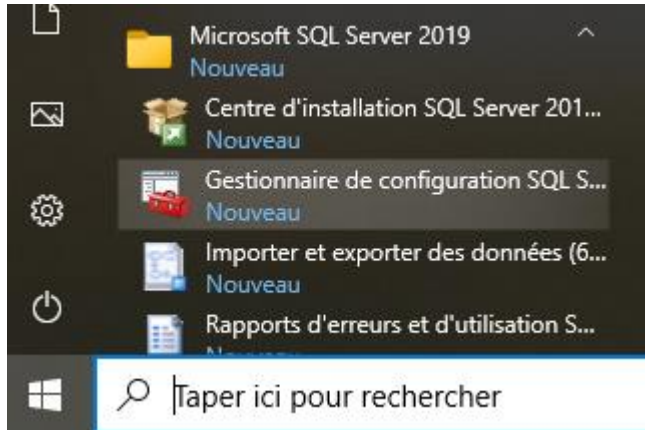 Microsoft SQL Server 2019
Nouveau
Centre d'installation SQL Server 201...
Nouveau
Gestionnaire de configuration SQL S...
Nouveau
Importer et exporter des données (6...
Nouveau
Rapports d'erreurs et d'utilisation S...
Taper ici pour rechercher